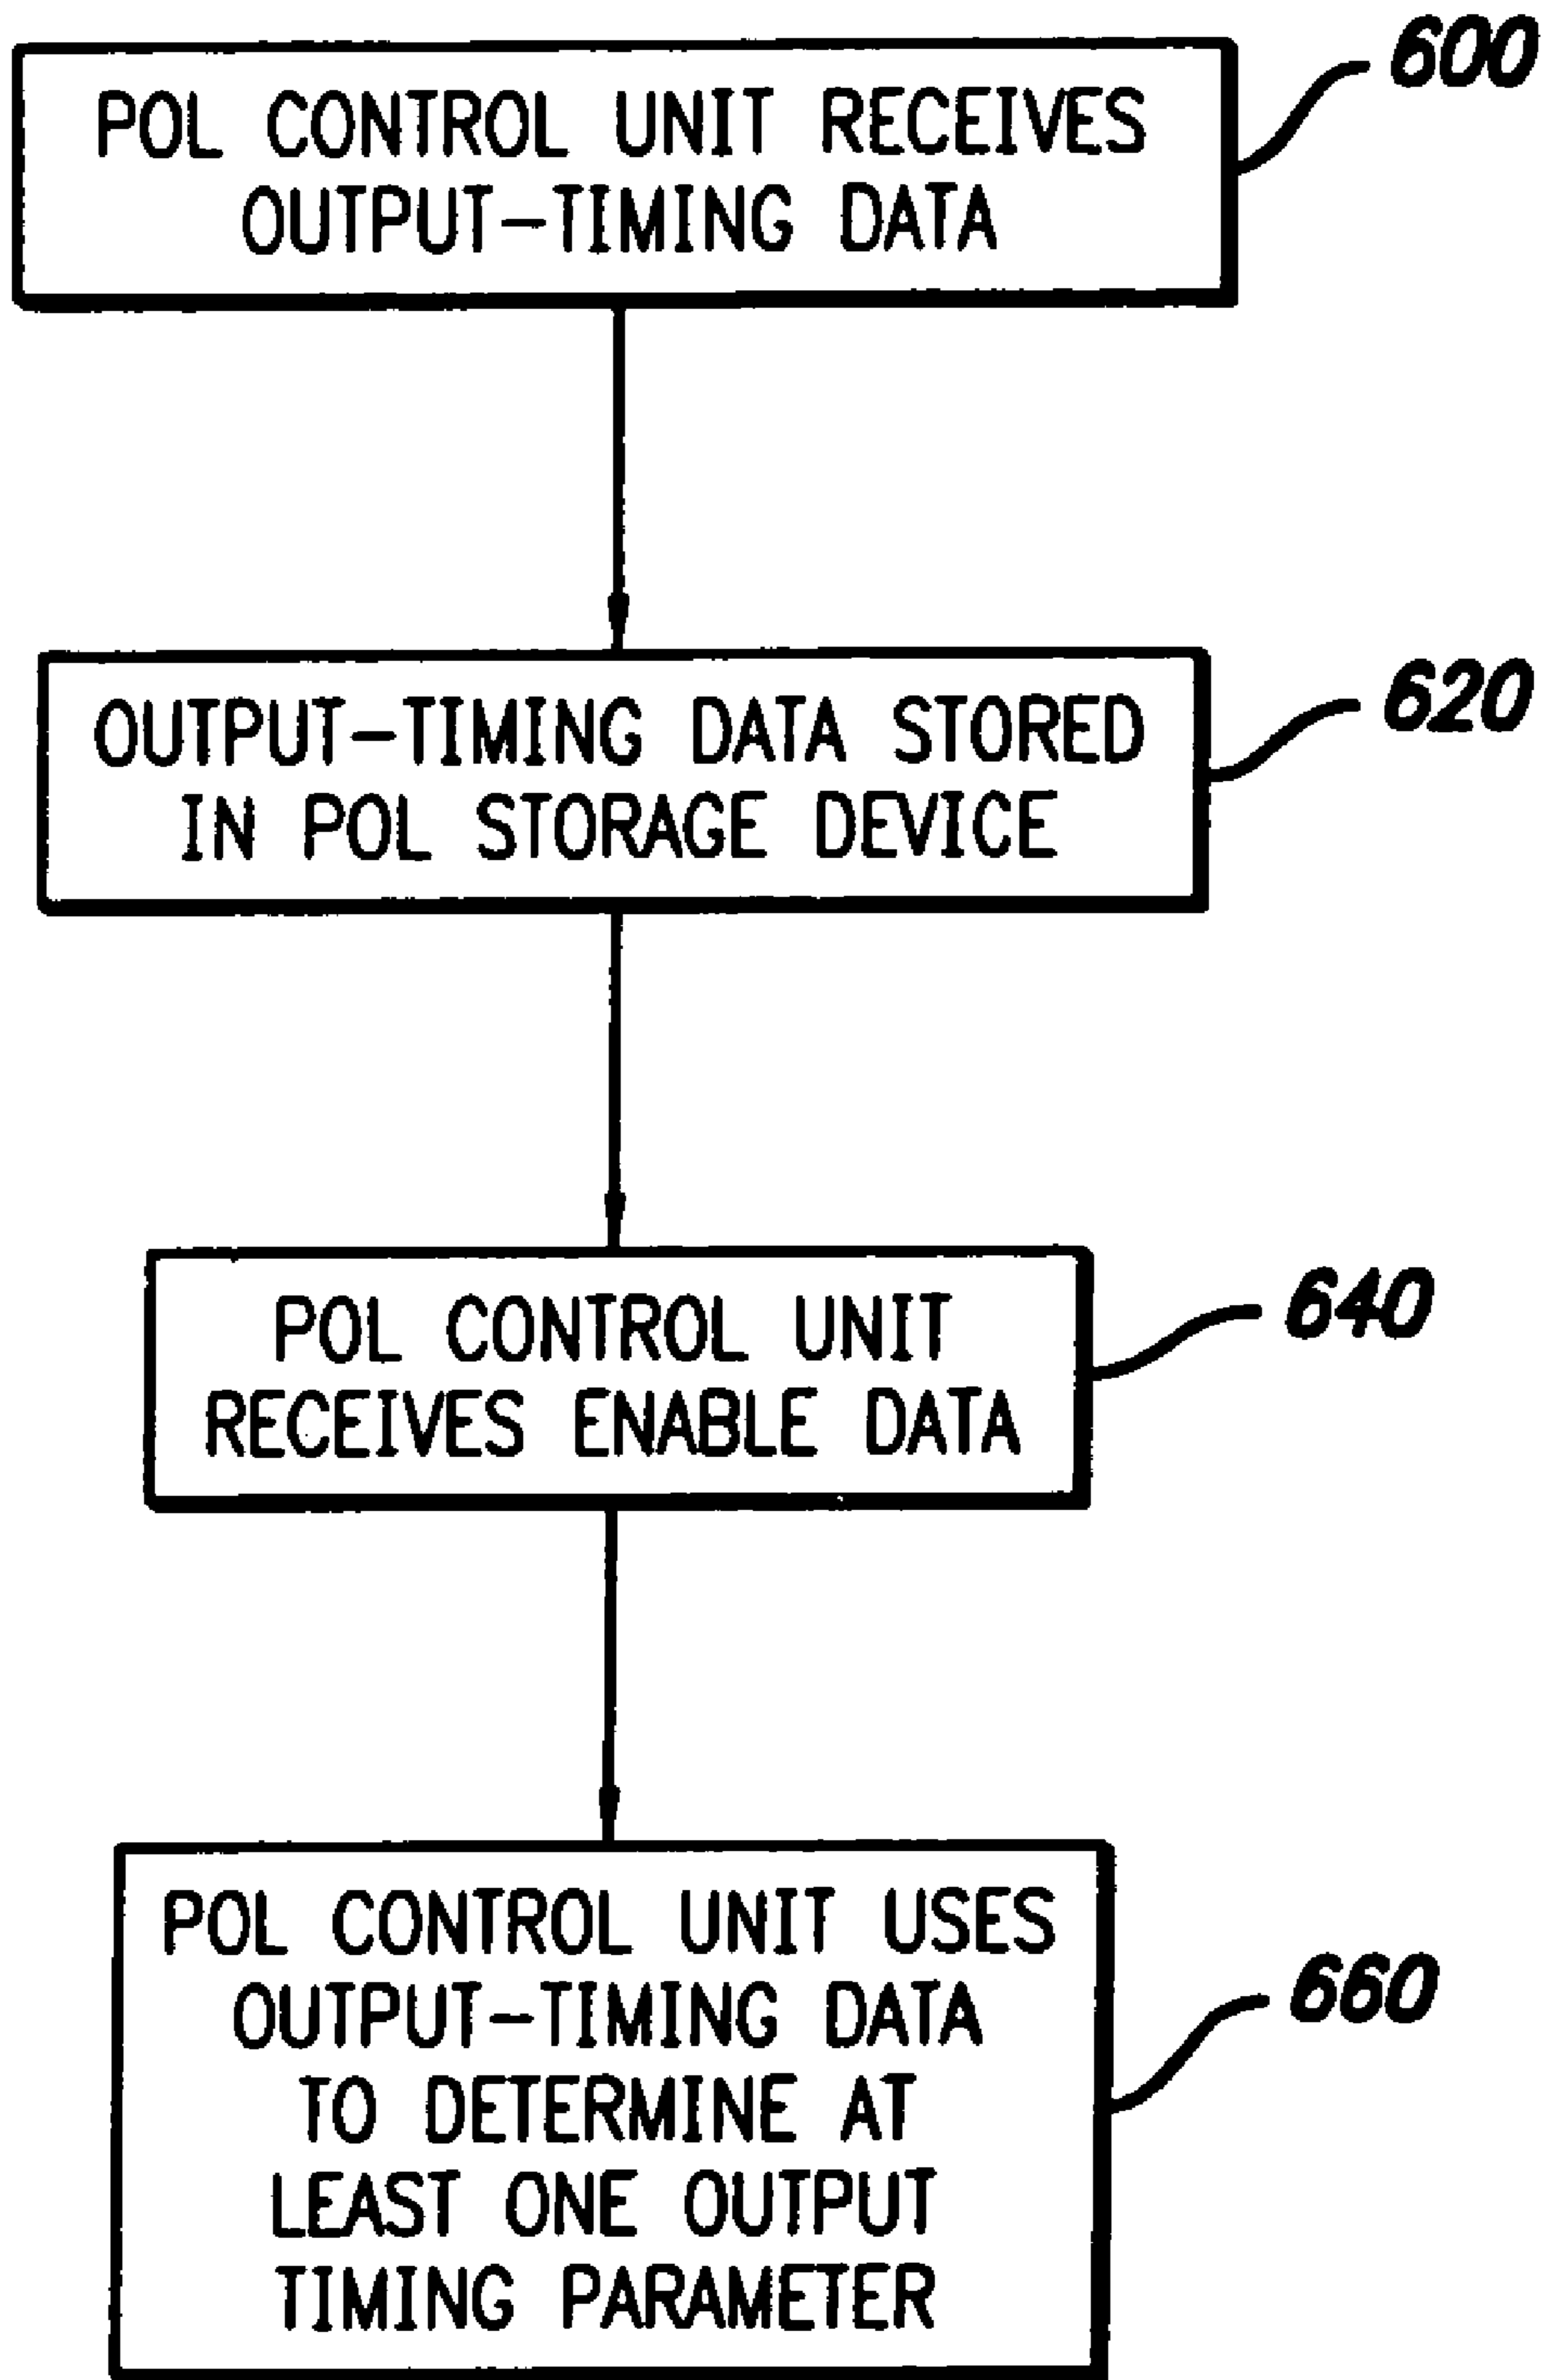 POL CONTROL UNIT RECEIVES
OUTPUT-TIMING DATA
600
OUTPUT-TIMING DATA STORED
IN POL STORAGE DEVICE
620
POL CONTROL UNIT
RECEIVES ENABLE DATA
640
POL CONTROL UNIT USES
OUTPUT-TIMING DATA
TO DETERMINE AT
LEAST ONE OUTPUT
TIMING PARAMETER
660